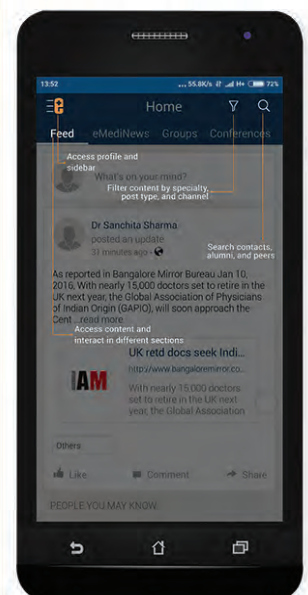 13:52
... 55.8K/s H+ 72%
Home
Feed eMediNews Groups Conferences
Access profile and
sidebar
What's on your mind?
Filter content by specialty,
post type, and channel
Dr Sanchita Sharma
posted an update
31 minutes ago
Search contacts,
alumni, and peers
As reported in Bangalore Mirror Bureau Jan 10,
2016, With nearly 15,000 doctors set to retire in the
UK next year, the Global Association of Physicians
of Indian Origin (GAPIO), will soon approach the
Cent...read more
Access content and
interact in different sections
IAM
UK retd docs seek Indi...
http://www.bangaloremirror.co...
With nearly 15,000 doctors
set to retire in the UK next
year, the Global Association
Others
Like Comment Share
PEOPLE YOU MAY KNOW